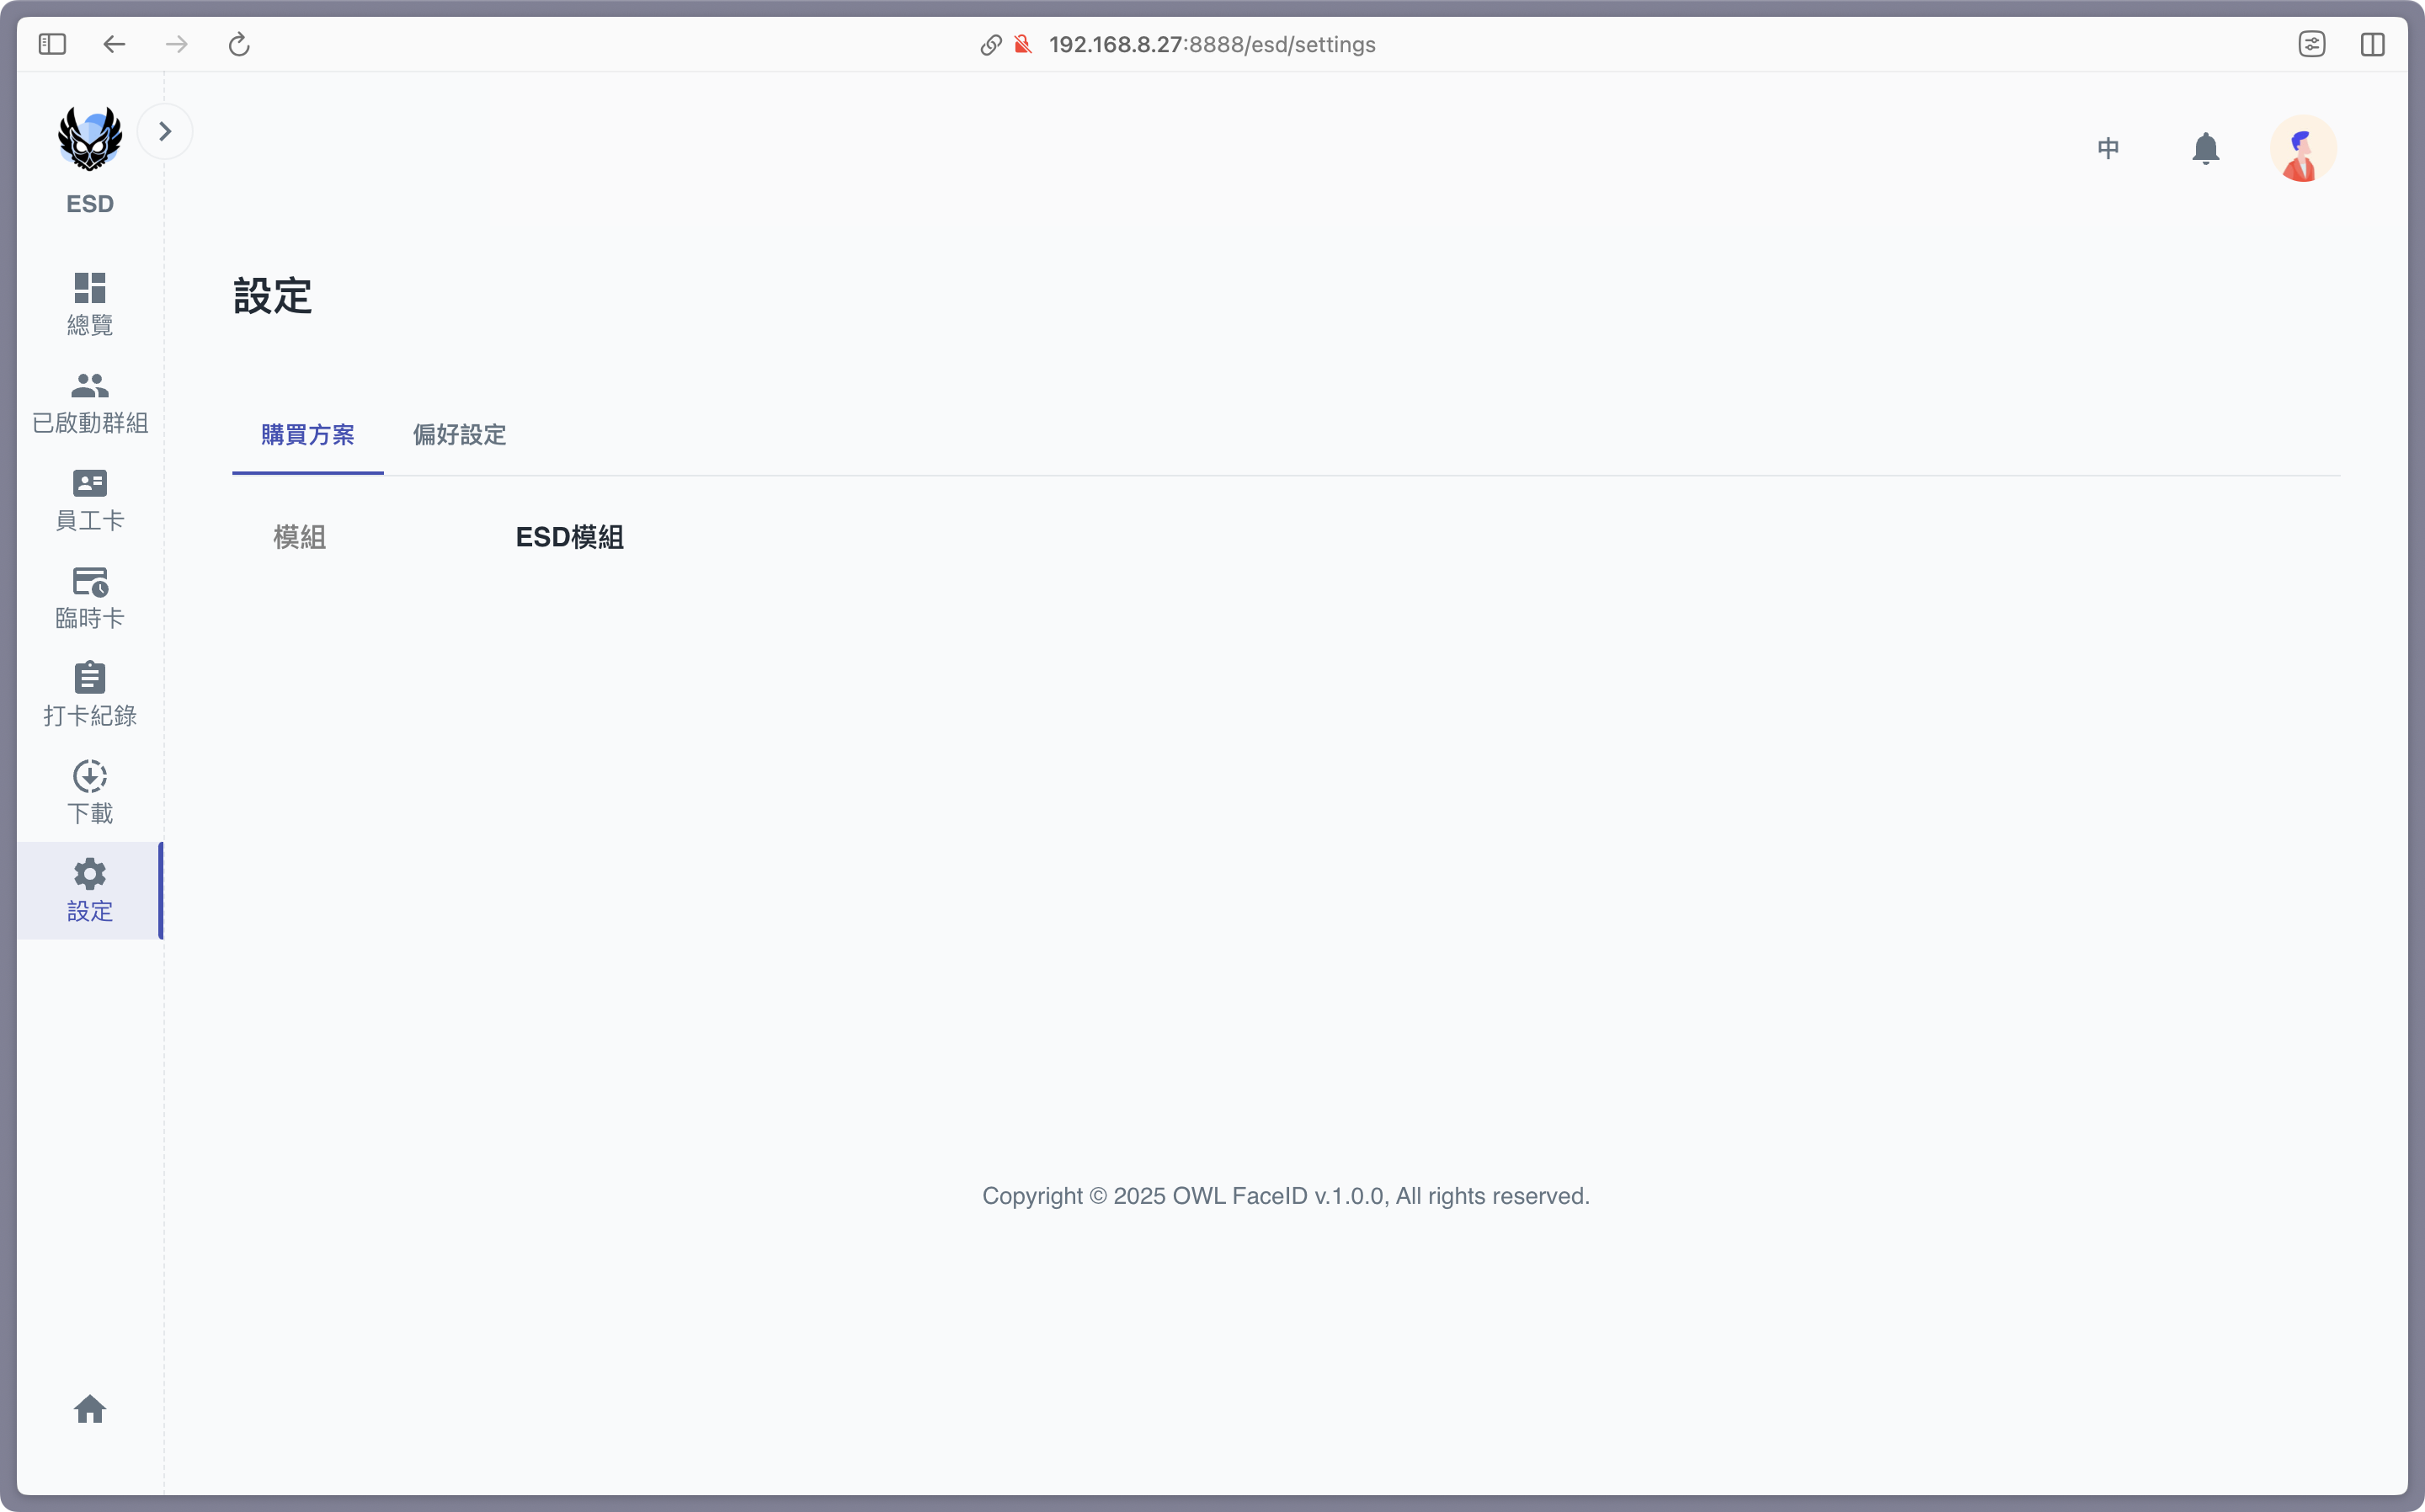 192.168.8.27:8888/esd/settings
ESD
中
總覽
已啟動群組
員工卡
臨時卡
打卡紀錄
下載
設定
設定
購買方案
偏好設定
模組
ESD模組
Copyright © 2025 OWL FaceID v.1.0.0, All rights reserved.